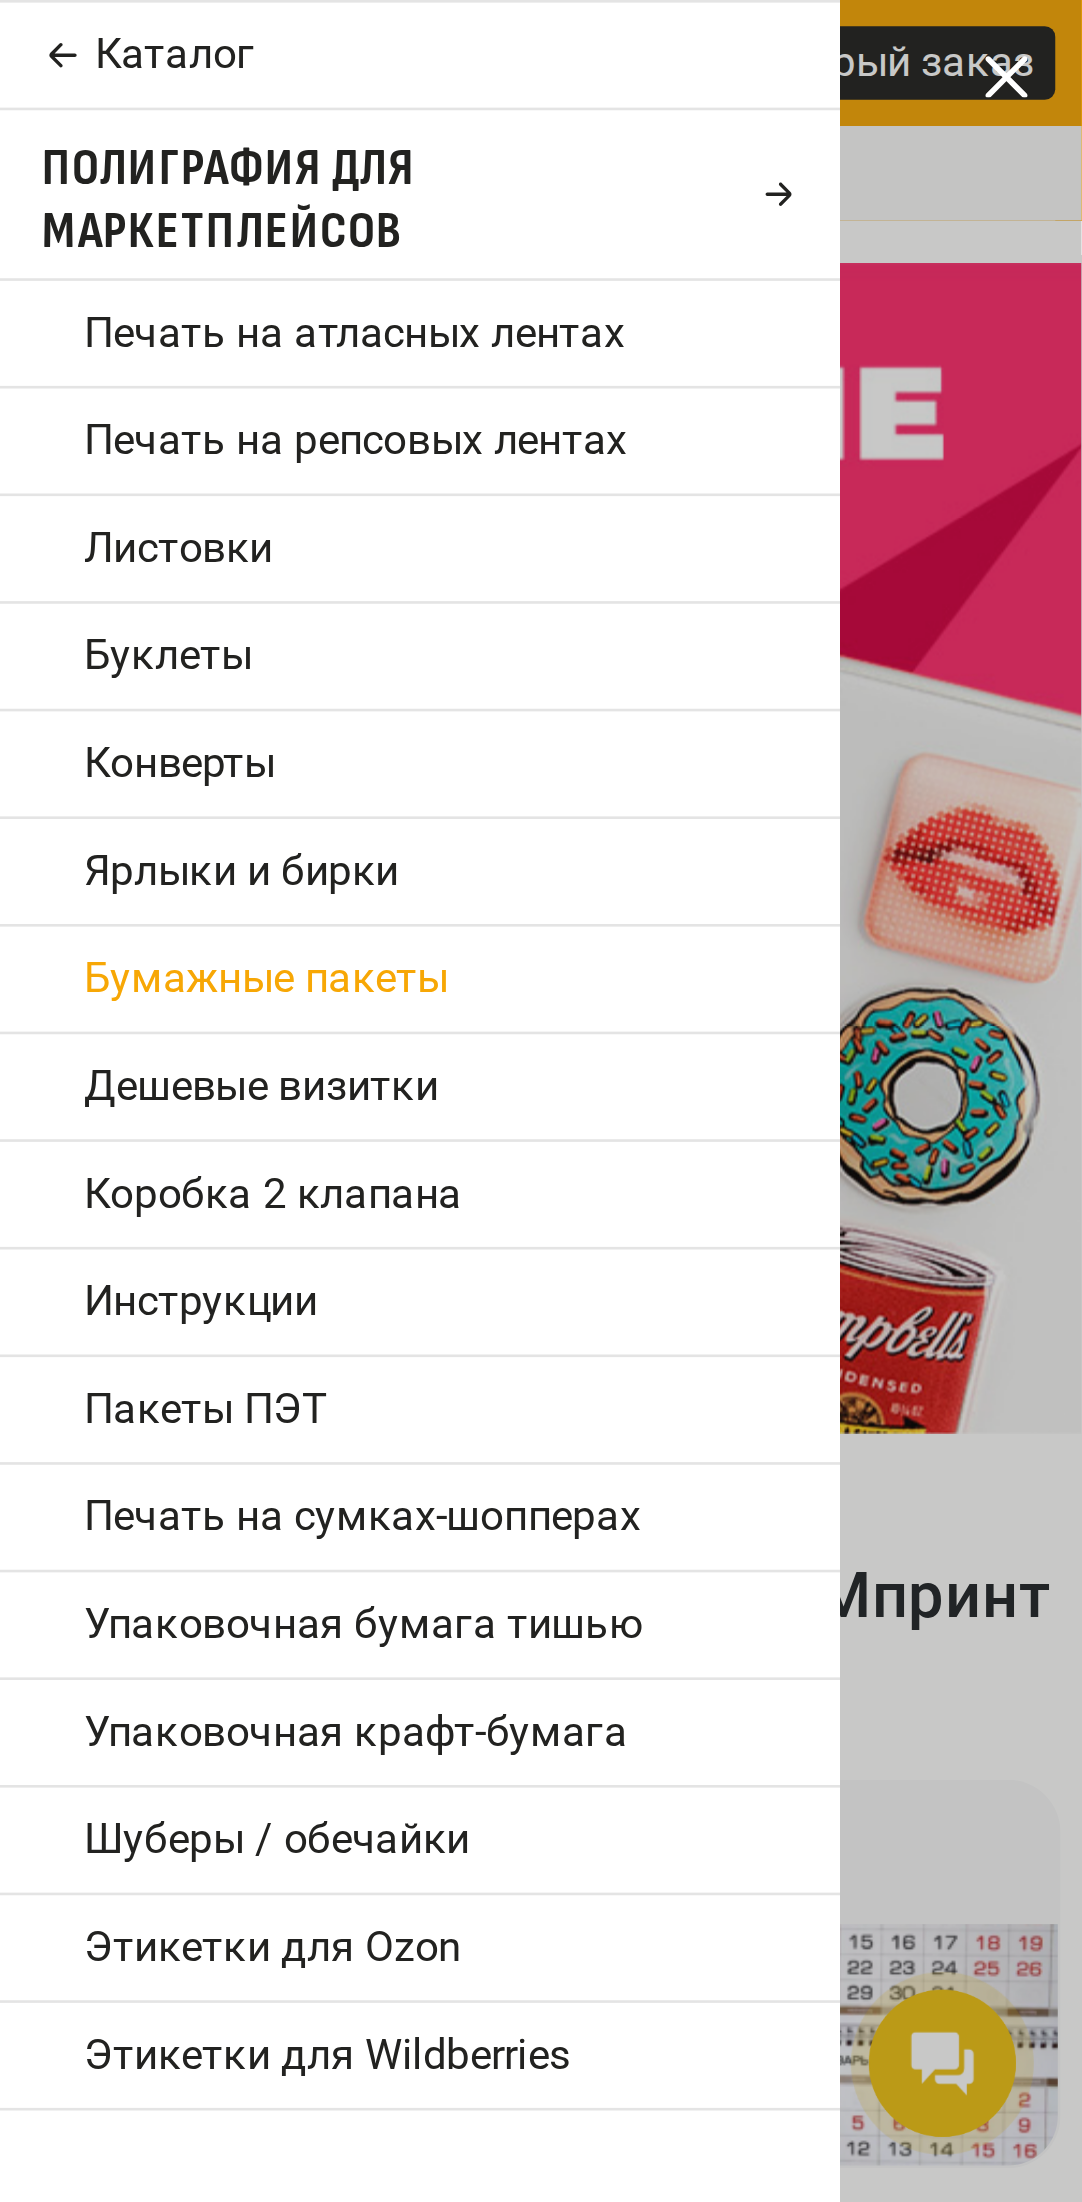 Каталог
заказ
ПОЛИГРАФИЯ ДЛЯ
МАРКЕТПЛЕЙСОВ
Печать на атласных лентах
Печать на репсовых лентах
Листовки
Буклеты
Конверты
Ярлыки и бирки
Бумажные пакеты
Дешевые визитки
Коробка 2 клапана
Инструкции
Пакеты ПЭТ
Печать на сумках-шопперах
Упаковочная бумага тишью
Мпринт
Упаковочная крафт-бумага
Шуберы / обечайки
Этикетки для Ozon
Этикетки для Wildberries
15 16 17 18 19
22 23 24 25 26
29 30
2
5 9
12 13 14 15 16